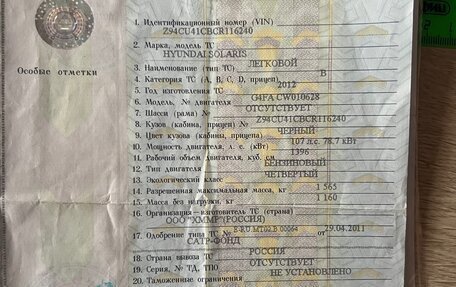 Особые отметки
1. Идентификационный номер (VIN)
Z94CU41CBCR116240
2. Марка, модель ТС
HYUNDAI SOLARIS
3. Наименование (тип ТС)
ЛЕГКОВОЙ
4. Категория ТС (A, B, C, D, прицеп)
B
5. Год изготовления ТС
2012
6. Модель, № двигателя
G4FA CW010628
7. Шасси (рама) №
ОТСУТСТВУЕТ
8. Кузов (кабина, прицеп) №
Z94CU41CBCR116240
9. Цвет кузова (кабины, прицепа)
ЧЕРНЫЙ
10. Мощность двигателя, л. с. (кВт)
107 л.с. 78.7 кВт
11. Рабочий объем двигателя, куб. см
1396
12. Тип двигателя
БЕНЗИНОВЫЙ
13. Экологический класс
ЧЕТВЕРТЫЙ
14. Разрешенная максимальная масса, кг
1 565
15. Масса без нагрузки, кг
1 160
16. Организация—изготовитель ТС (страна)
ООО "ХММР"(РОССИЯ)
17. Одобрение типа ТС №
от 29.04.2011
САТР-ФОНД
18. Страна вывоза ТС
РОССИЯ
19. Серия, № ТД, ТПО
ОТСУТСТВУЕТ
20. Таможенные ограничения
НЕ УСТАНОВЛЕНО